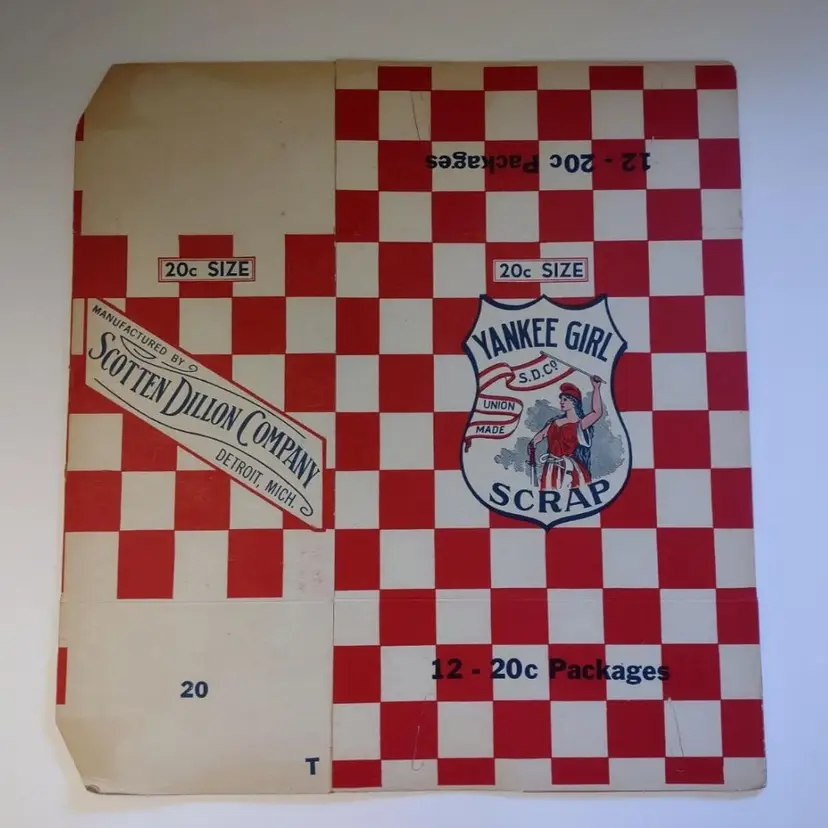 12 - 20c Packages
20c SIZE
20c SIZE
MANUFACTURED BY
SCOTTEN DILLON COMPANY
DETROIT, MICH.
YANKEE GIRL
S.D.Co
UNION
MADE
SCRAP
12 - 20c Packages
20
T